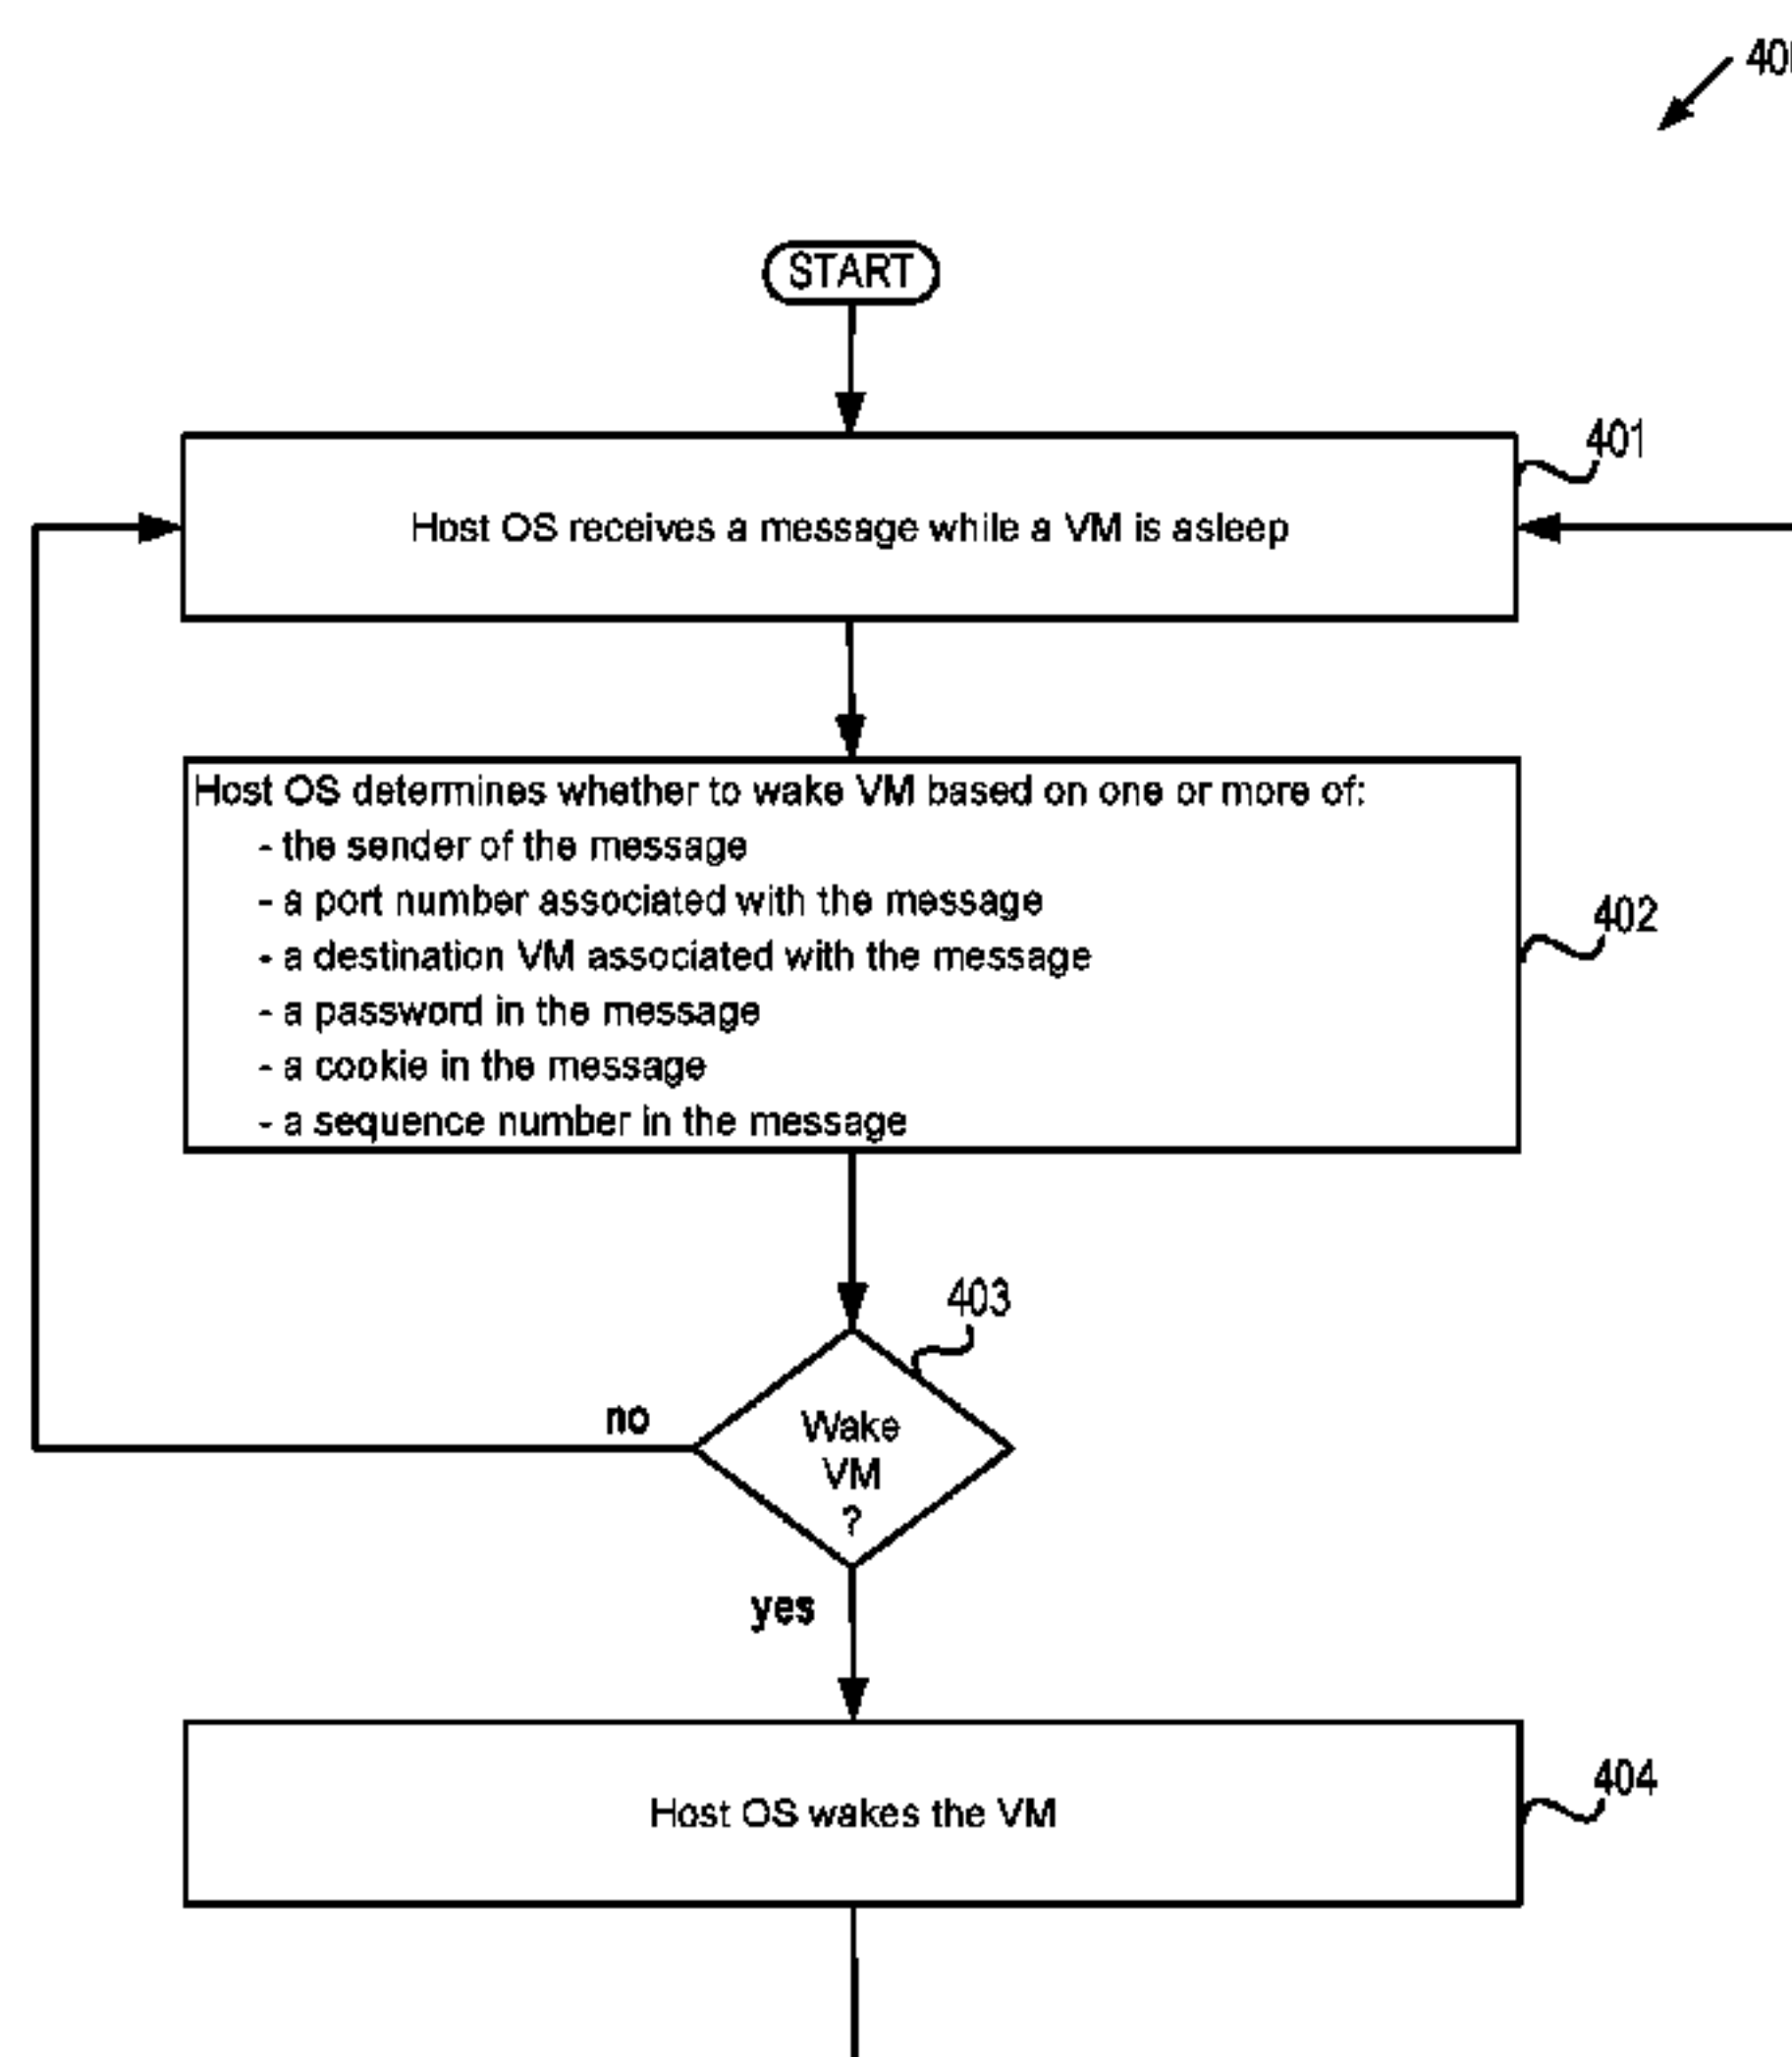 START
401
Host OS receives a message while a VM is asleep
Host OS determines whether to wake VM based on one or more of:
- the sender of the message
- a port number associated with the message
- a destination VM associated with the message
- a password in the message
- a cookie in the message
- a sequence number in the message
402
403
Wake
VM
?
no
yes
404
Host OS wakes the VM